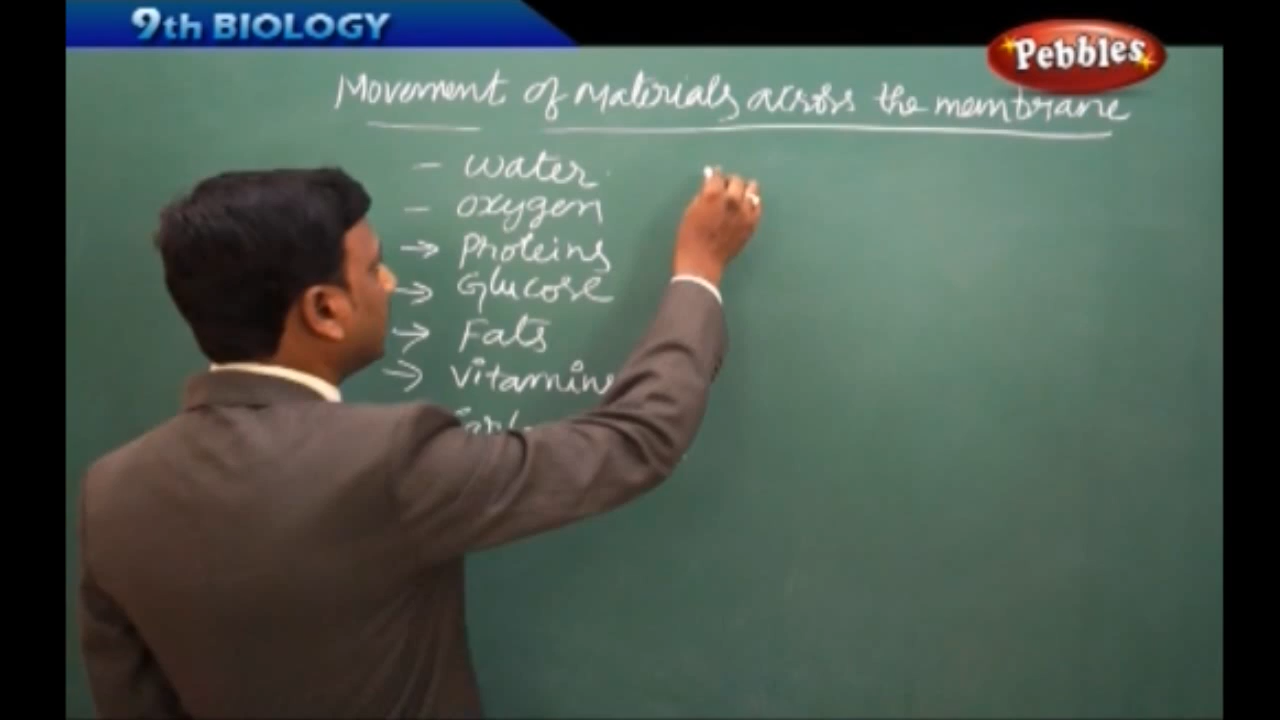 9th BIOLOGY
Pebbles
Movement of Materials across the membrane
- water
- oxygen
→ Proteins
→ Glucose
→ Fats
→ Vitamins